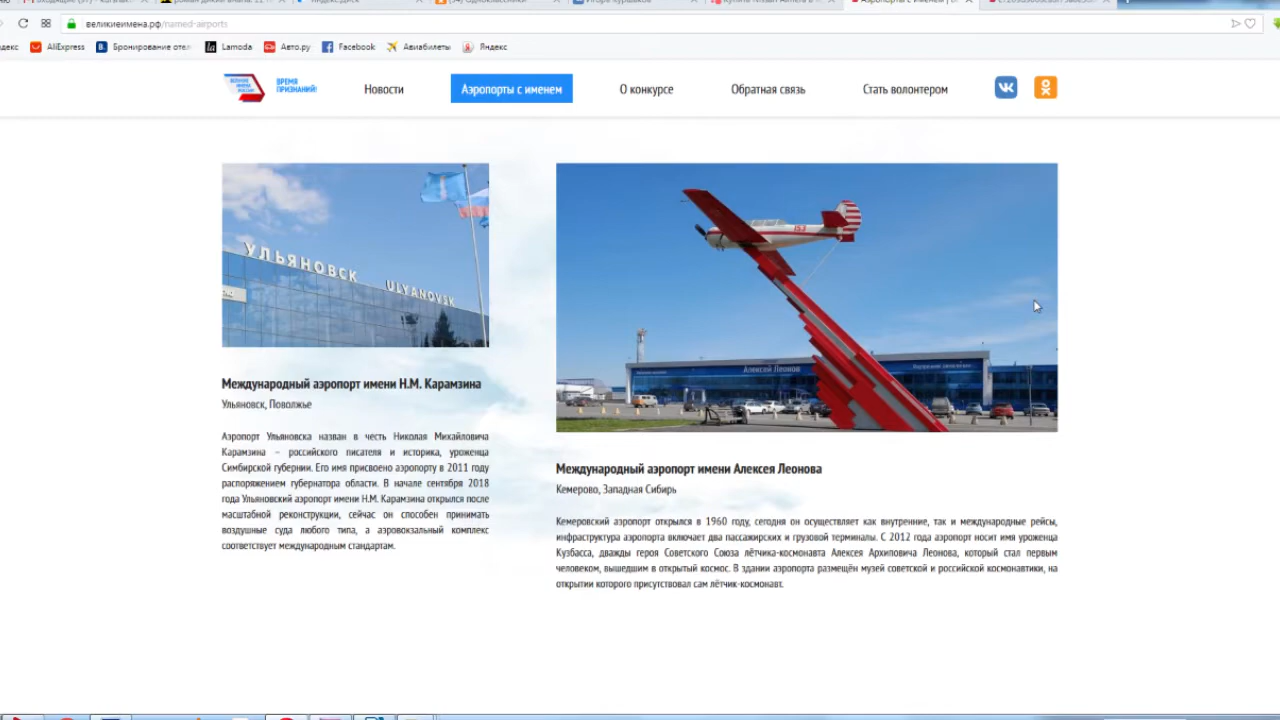 великиеимена.рф/named-airports
AliExpress
Lamoda
Авто.ру
Facebook
Авиабилеты
Яндекс
ВРЕМЯ
ПРИЗНАНИЙ!
Новости
Аэропорты с именем
О конкурсе
Обратная связь
Стать волонтером
УЛЬЯНОВСК
ULYANOVSK
Алексей Леонов
Международный аэропорт имени Н.М. Карамзина
Ульяновск, Поволжье
Аэропорт Ульяновска назван в честь Николая Михайловича
Карамзина – российского писателя и историка, уроженца
Симбирской губернии. Его имя присвоено аэропорту в 2011 году
распоряжением губернатора области. В начале сентября 2018
года Ульяновский аэропорт имени Н.М. Карамзина открылся после
масштабной реконструкции, сейчас он способен принимать
воздушные суда любого типа, а аэровокзальный комплекс
соответствует международным стандартам.
Международный аэропорт имени Алексея Леонова
Кемерово, Западная Сибирь
Кемеровский аэропорт открылся в 1960 году, сегодня он осуществляет как внутренние, так и международные рейсы,
инфраструктура аэропорта включает два пассажирских и грузовой терминалы. С 2012 года аэропорт носит имя уроженца
Кузбасса, дважды героя Советского Союза лётчика-космонавта Алексея Архиповича Леонова, который стал первым
человеком, вышедшим в открытый космос. В здании аэропорта размещён музей советской и российской космонавтики, на
открытии которого присутствовал сам лётчик-космонавт.